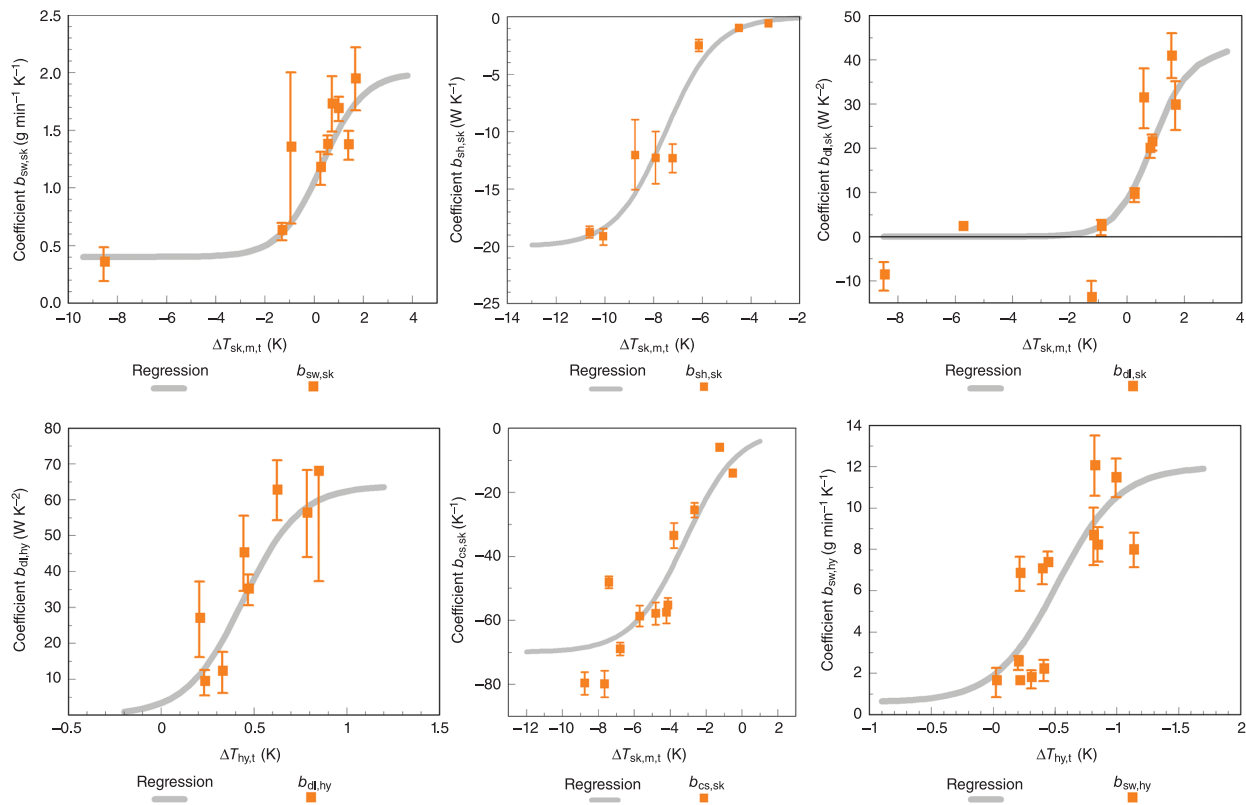 Coefficient b_sw,sk (g min⁻¹ K⁻¹)
2.5
2.0
1.5
1.0
0.5
0.0
−10 −8 −6 −4 −2 0 2 4
ΔT_sk,m,t (K)
Regression b_sw,sk
Coefficient b_sh,sk (W K⁻¹)
0
−5
−10
−15
−20
−25
−14 −12 −10 −8 −6 −4 −2
ΔT_sk,m,t (K)
Regression b_sh,sk
Coefficient b_dl,sk (W K⁻²)
50
40
30
20
10
0
−10
−8 −6 −4 −2 0 2 4
ΔT_sk,m,t (K)
Regression b_dl,sk
Coefficient b_dl,hy (W K⁻²)
80
70
60
50
40
30
20
10
−0.5 0 0.5 1 1.5
ΔT_hy,t (K)
Regression b_dl,hy
Coefficient b_cs,sk (K⁻¹)
0
−20
−40
−60
−80
−12 −10 −8 −6 −4 −2 0 2
ΔT_sk,m,t (K)
Regression b_cs,sk
Coefficient b_sw,hy (g min⁻¹ K⁻¹)
14
12
10
8
6
4
2
0
−1 −0.5 −0 −0.5 −1 −1.5 −2
ΔT_hy,t (K)
Regression b_sw,hy